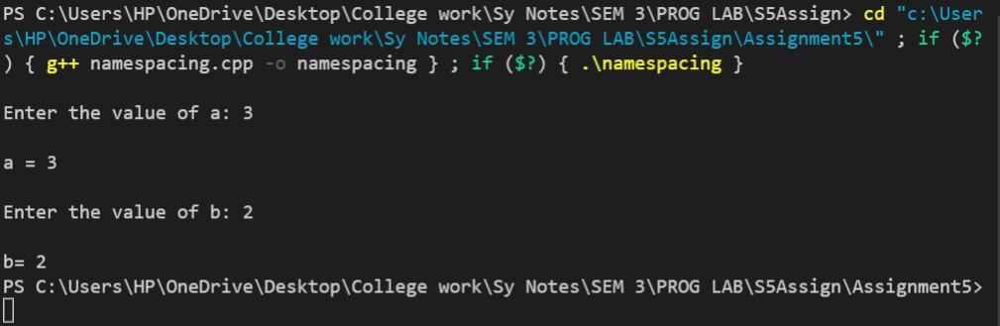 PS C:\Users\HP\OneDrive\Desktop\College work\Sy Notes\SEM 3\PROG LAB\S5Assign> cd "c:\User
s\HP\OneDrive\Desktop\College work\Sy Notes\SEM 3\PROG LAB\S5Assign\Assignment5\" ; if ($?
) { g++ namespacing.cpp -o namespacing } ; if ($?) { .\namespacing }
Enter the value of a: 3
a = 3
Enter the value of b: 2
b= 2
PS C:\Users\HP\OneDrive\Desktop\College work\Sy Notes\SEM 3\PROG LAB\S5Assign\Assignment5>